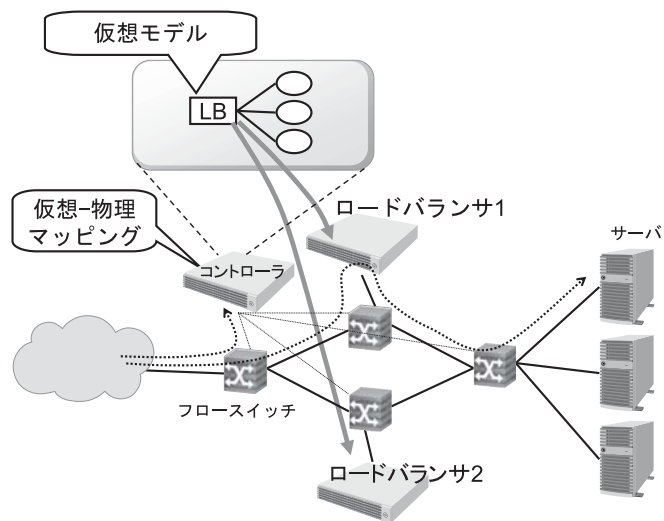 仮想モデル
LB
仮想−物理
マッピング
ロードバランサ1
コントローラ
サーバ
フロースイッチ
ロードバランサ2